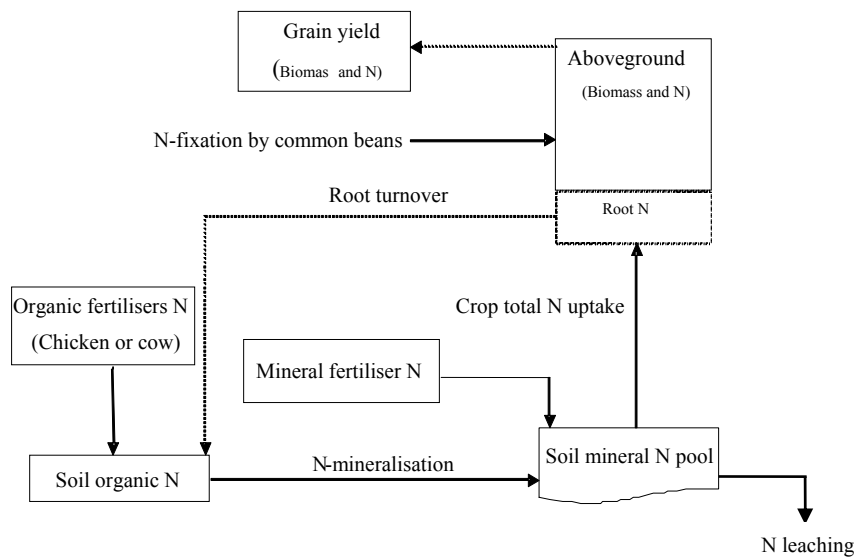 Grain yield
(Biomas and N)
Aboveground
(Biomass and N)
N-fixation by common beans
Root turnover
Root N
Organic fertilisers N
(Chicken or cow)
Crop total N uptake
Mineral fertiliser N
Soil organic N
N-mineralisation
Soil mineral N pool
N leaching